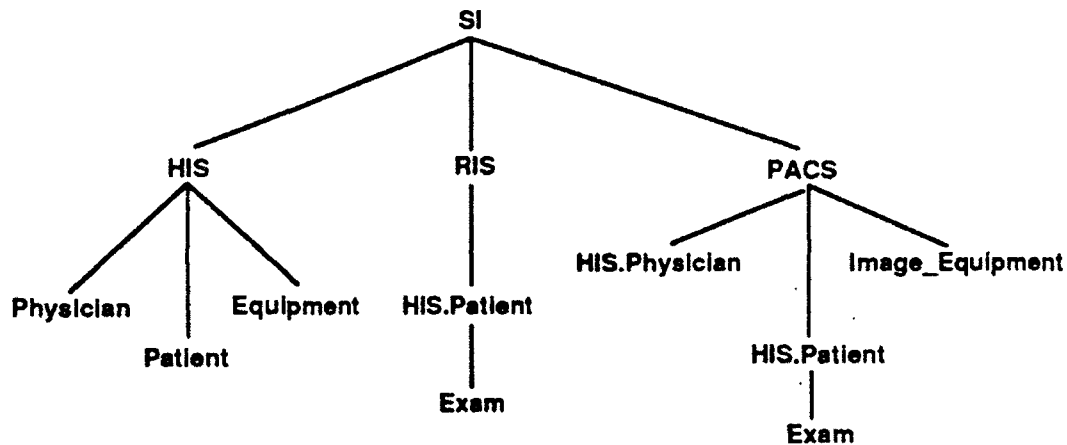 SI
HIS
RIS
PACS
HIS.Physician
Image_Equipment
Physician
Equipment
HIS.Patient
Patient
HIS.Patient
Exam
Exam